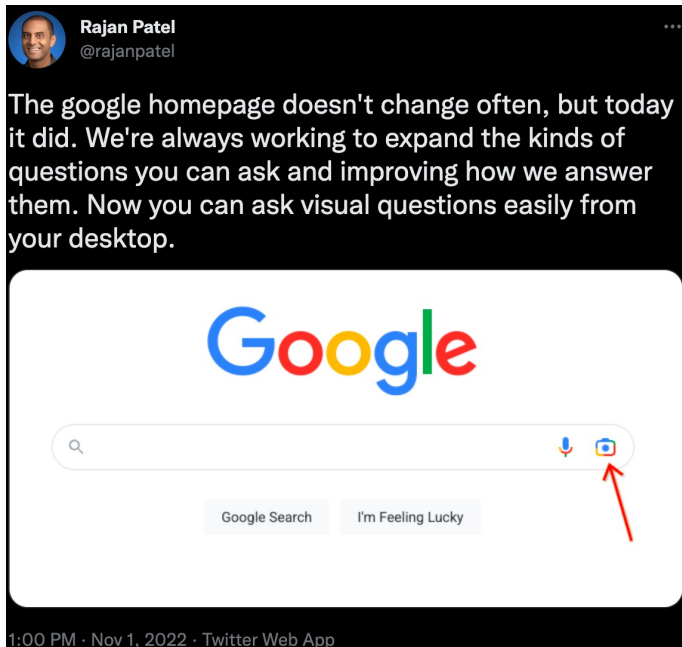 Rajan Patel
@rajanpatel
The google homepage doesn't change often, but today
it did. We're always working to expand the kinds of
questions you can ask and improving how we answer
them. Now you can ask visual questions easily from
your desktop.
Google
Google Search
I'm Feeling Lucky
1:00 PM · Nov 1, 2022 · Twitter Web App